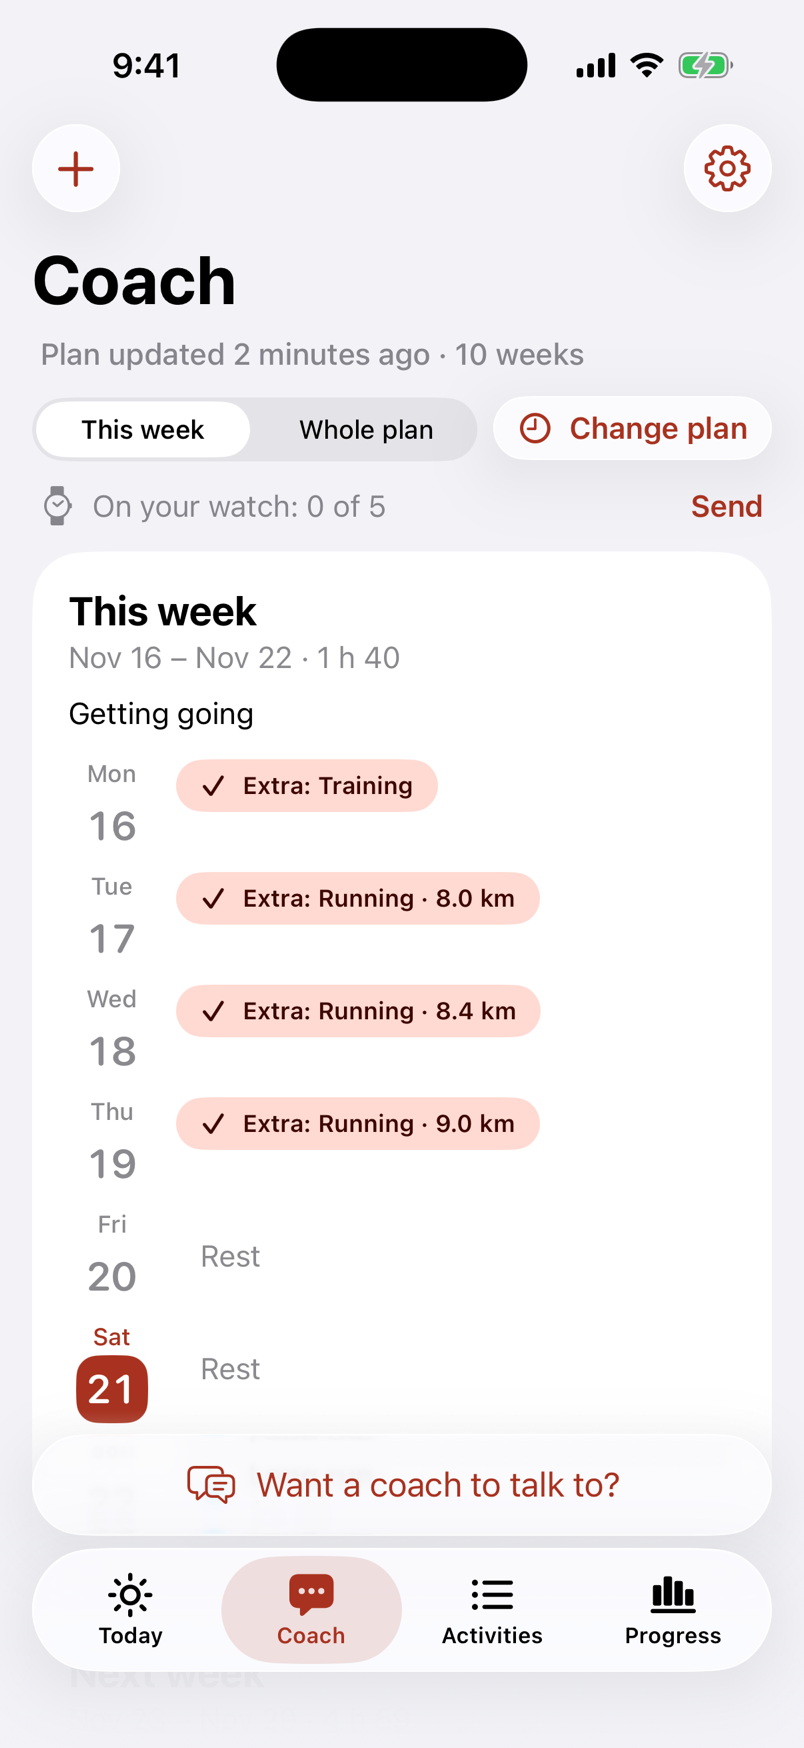 9:41
Coach
Plan updated 2 minutes ago · 10 weeks
This week
Whole plan
Change plan
On your watch: 0 of 5
Send
This week
Nov 16 – Nov 22 · 1 h 40
Getting going
Mon
16
Extra: Training
Tue
17
Extra: Running · 8.0 km
Wed
18
Extra: Running · 8.4 km
Thu
19
Extra: Running · 9.0 km
Fri
20
Rest
Sat
21
Rest
Want a coach to talk to?
Today
Coach
Activities
Progress
Next week